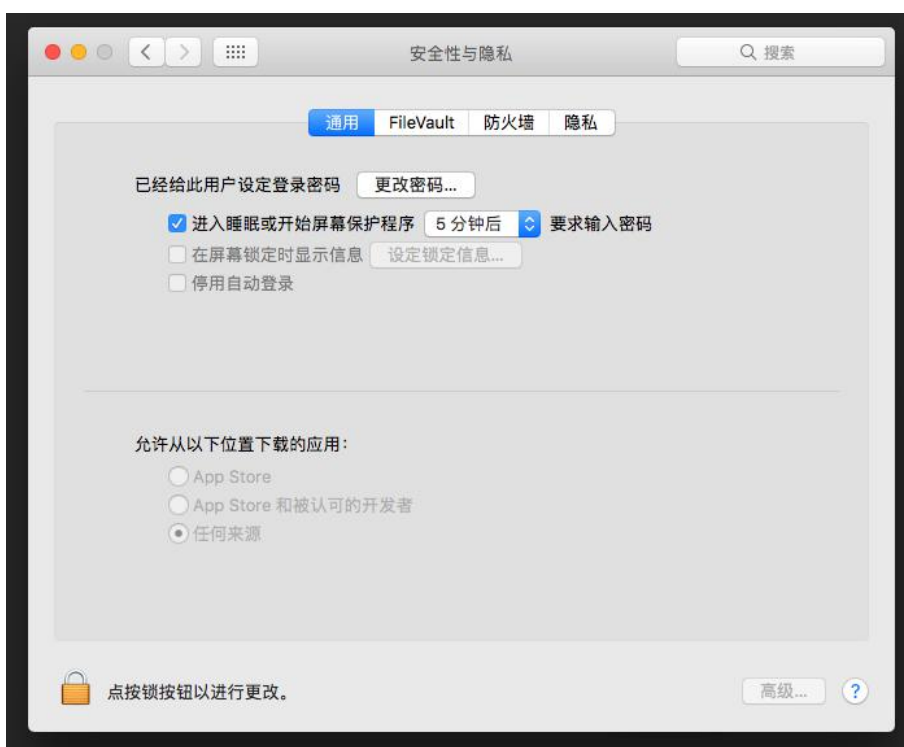 安全性与隐私
搜索
通用 FileVault 防火墙 隐私
已经给此用户设定登录密码 更改密码...
进入睡眠或开始屏幕保护程序 5 分钟后 要求输入密码
在屏幕锁定时显示信息 设定锁定信息...
停用自动登录
允许从以下位置下载的应用：
App Store
App Store 和被认可的开发者
任何来源
点按锁按钮以进行更改。
高级... ?